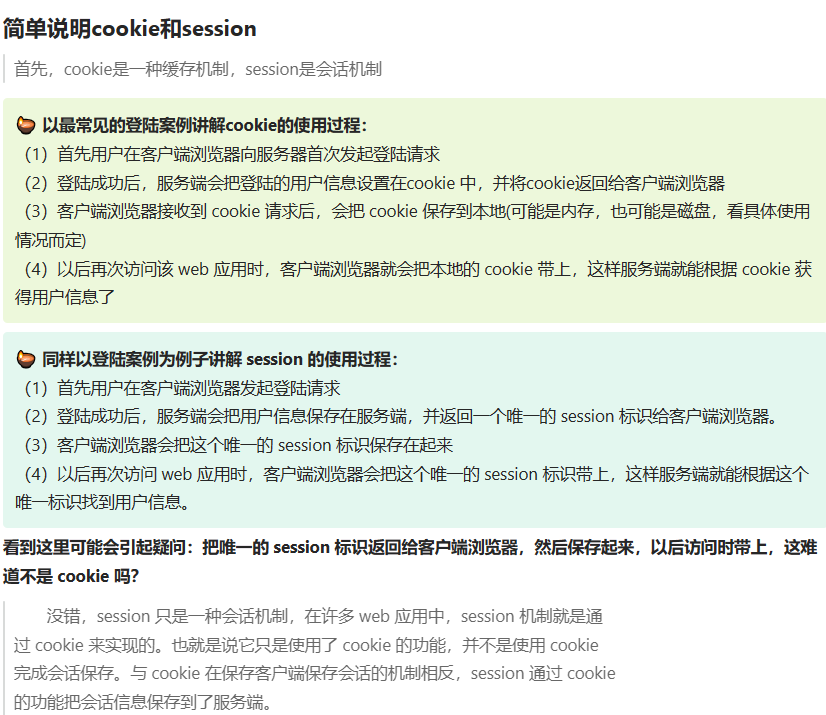 简单说明cookie和session
首先，cookie是一种缓存机制，session是会话机制
以最常见的登陆案例讲解cookie的使用过程：
（1）首先用户在客户端浏览器向服务器首次发起登陆请求
（2）登陆成功后，服务端会把登陆的用户信息设置在cookie 中，并将cookie返回给客户端浏览器
（3）客户端浏览器接收到 cookie 请求后，会把 cookie 保存到本地(可能是内存，也可能是磁盘，看具体使用
情况而定)
（4）以后再次访问该 web 应用时，客户端浏览器就会把本地的 cookie 带上，这样服务端就能根据 cookie 获
得用户信息了
同样以登陆案例为例子讲解 session 的使用过程：
（1）首先用户在客户端浏览器发起登陆请求
（2）登陆成功后，服务端会把用户信息保存在服务端，并返回一个唯一的 session 标识给客户端浏览器。
（3）客户端浏览器会把这个唯一的 session 标识保存在起来
（4）以后再次访问 web 应用时，客户端浏览器会把这个唯一的 session 标识带上，这样服务端就能根据这个
唯一标识找到用户信息。
看到这里可能会引起疑问：把唯一的 session 标识返回给客户端浏览器，然后保存起来，以后访问时带上，这难
道不是 cookie 吗？
没错，session 只是一种会话机制，在许多 web 应用中，session 机制就是通
过 cookie 来实现的。也就是说它只是使用了 cookie 的功能，并不是使用 cookie
完成会话保存。与 cookie 在保存客户端保存会话的机制相反，session 通过 cookie
的功能把会话信息保存到了服务端。